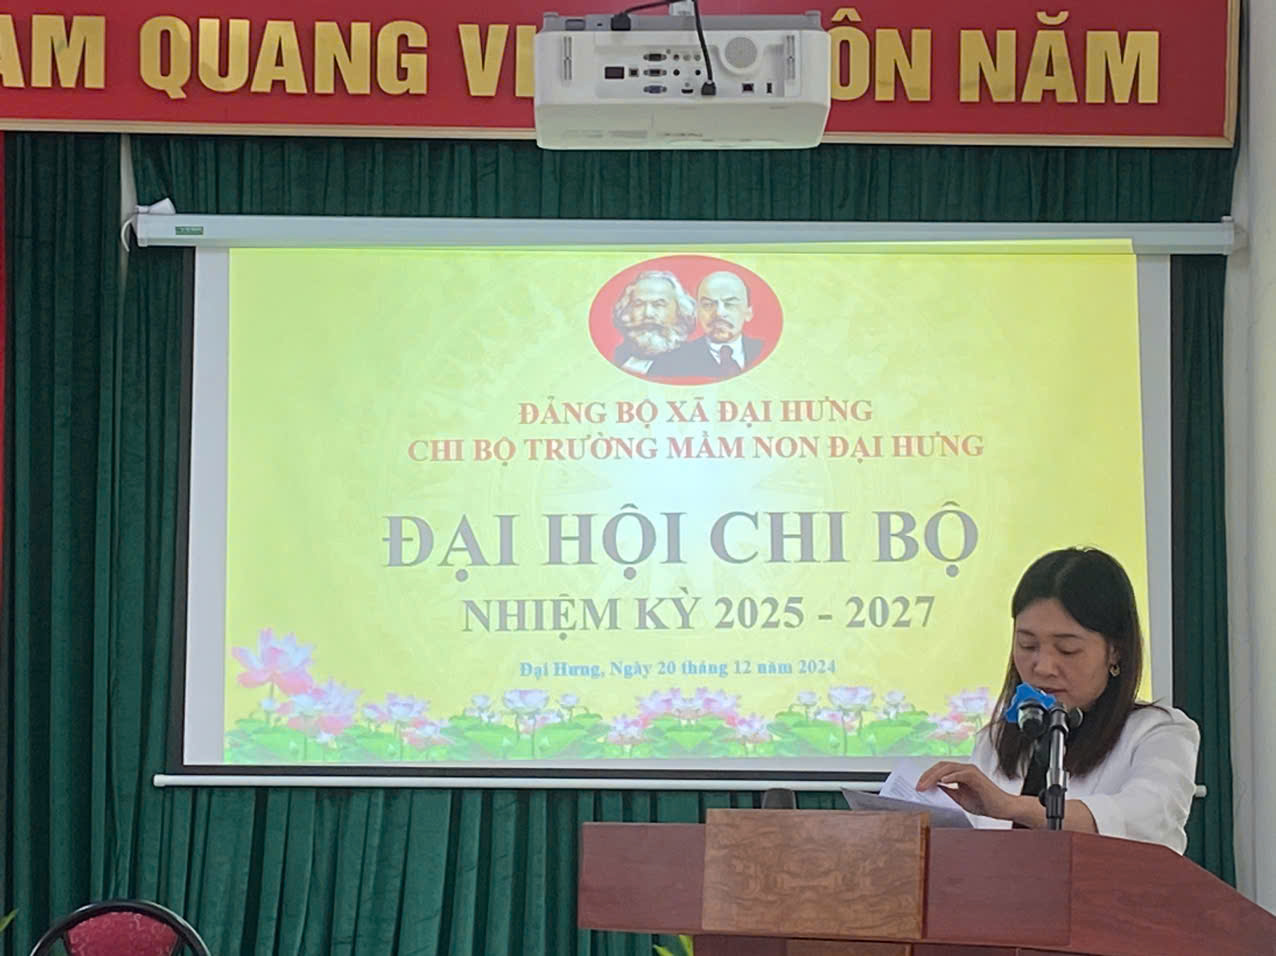 AM QUANG VI ÔN NĂM
ĐẢNG BỘ XÃ ĐẠI HƯNG
CHI BỘ TRƯỜNG MẦM NON ĐẠI HƯNG
ĐẠI HỘI CHI BỘ
NHIỆM KỲ 2025 - 2027
Đại Hưng, Ngày 20 tháng 12 năm 2024